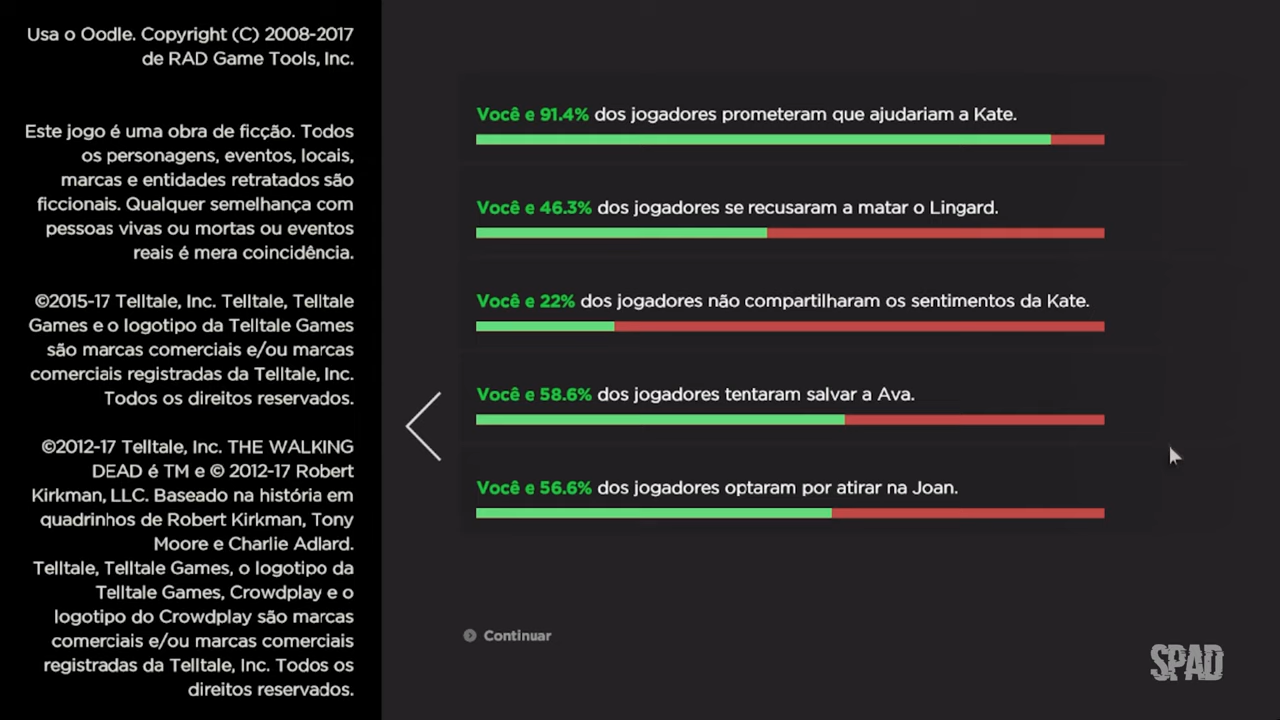 Usa o Oodle. Copyright (C) 2008-2017
de RAD Game Tools, Inc.
Este jogo é uma obra de ficção. Todos
os personagens, eventos, locais,
marcas e entidades retratados são
ficcionais. Qualquer semelhança com
pessoas vivas ou mortas ou eventos
reais é mera coincidência.
©2015-17 Telltale, Inc. Telltale, Telltale
Games e o logotipo da Telltale Games
são marcas comerciais e/ou marcas
comerciais registradas da Telltale, Inc.
Todos os direitos reservados.
©2012-17 Telltale, Inc. THE WALKING
DEAD é TM e © 2012-17 Robert
Kirkman, LLC. Baseado na história em
quadrinhos de Robert Kirkman, Tony
Moore e Charlie Adlard.
Telltale, Telltale Games, o logotipo da
Telltale Games, Crowdplay e o
logotipo do Crowdplay são marcas
comerciais e/ou marcas comerciais
registradas da Telltale, Inc. Todos os
direitos reservados.
Você e 91.4% dos jogadores prometeram que ajudariam a Kate.
Você e 46.3% dos jogadores se recusaram a matar o Lingard.
Você e 22% dos jogadores não compartilharam os sentimentos da Kate.
Você e 58.6% dos jogadores tentaram salvar a Ava.
Você e 56.6% dos jogadores optaram por atirar na Joan.
Continuar
SPAD